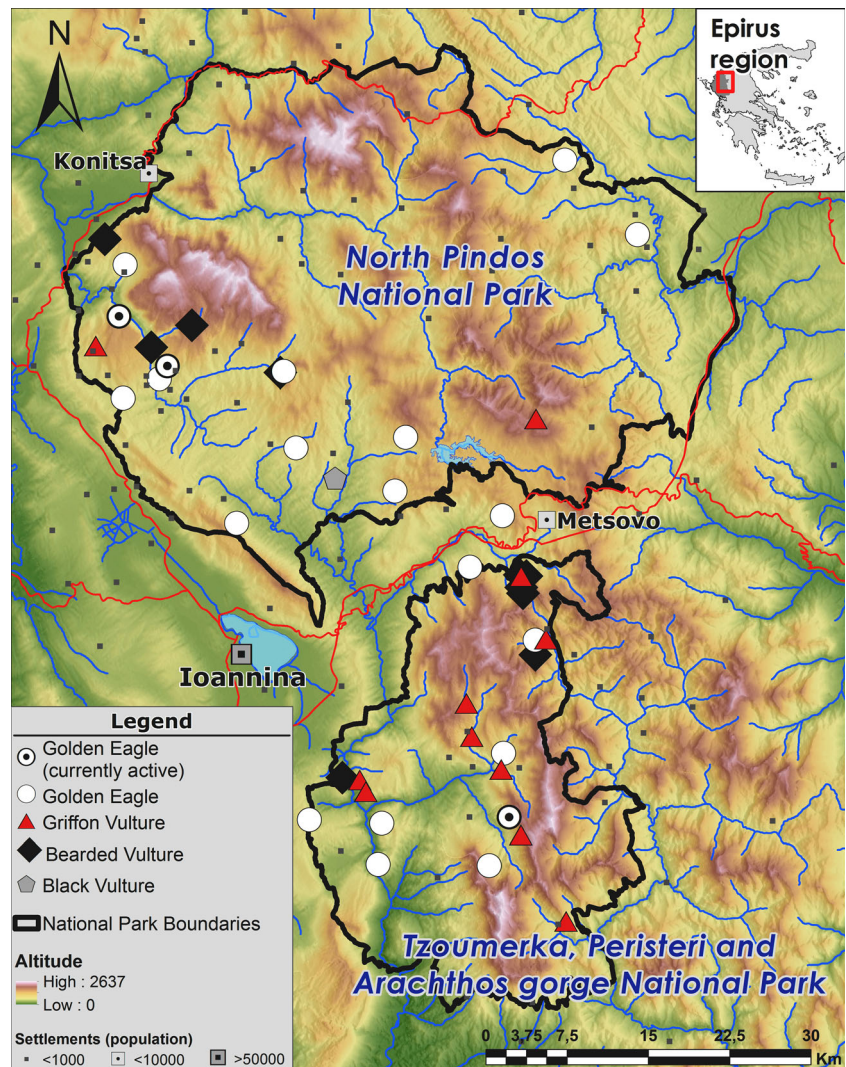 N
Epirus
region
Konitsa
North Pindos
National Park
Metsovo
Ioannina
Legend
Golden Eagle
(currently active)
Golden Eagle
Griffon Vulture
Bearded Vulture
Black Vulture
National Park Boundaries
Altitude
High : 2637
Low : 0
Settlements (population)
<1000 <10000 >50000
Tzoumerka, Peristeri and
Arachthos gorge National Park
0 3,75 7,5 15 22,5 30
Km